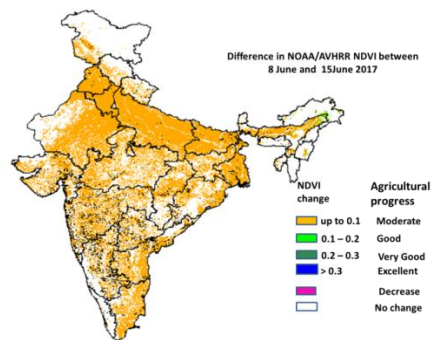 Difference in NOAA/AVHRR NDVI between
8 June and 15June 2017
NDVI change
Agricultural progress
up to 0.1 Moderate
0.1 – 0.2 Good
0.2 – 0.3 Very Good
> 0.3 Excellent
Decrease
No change